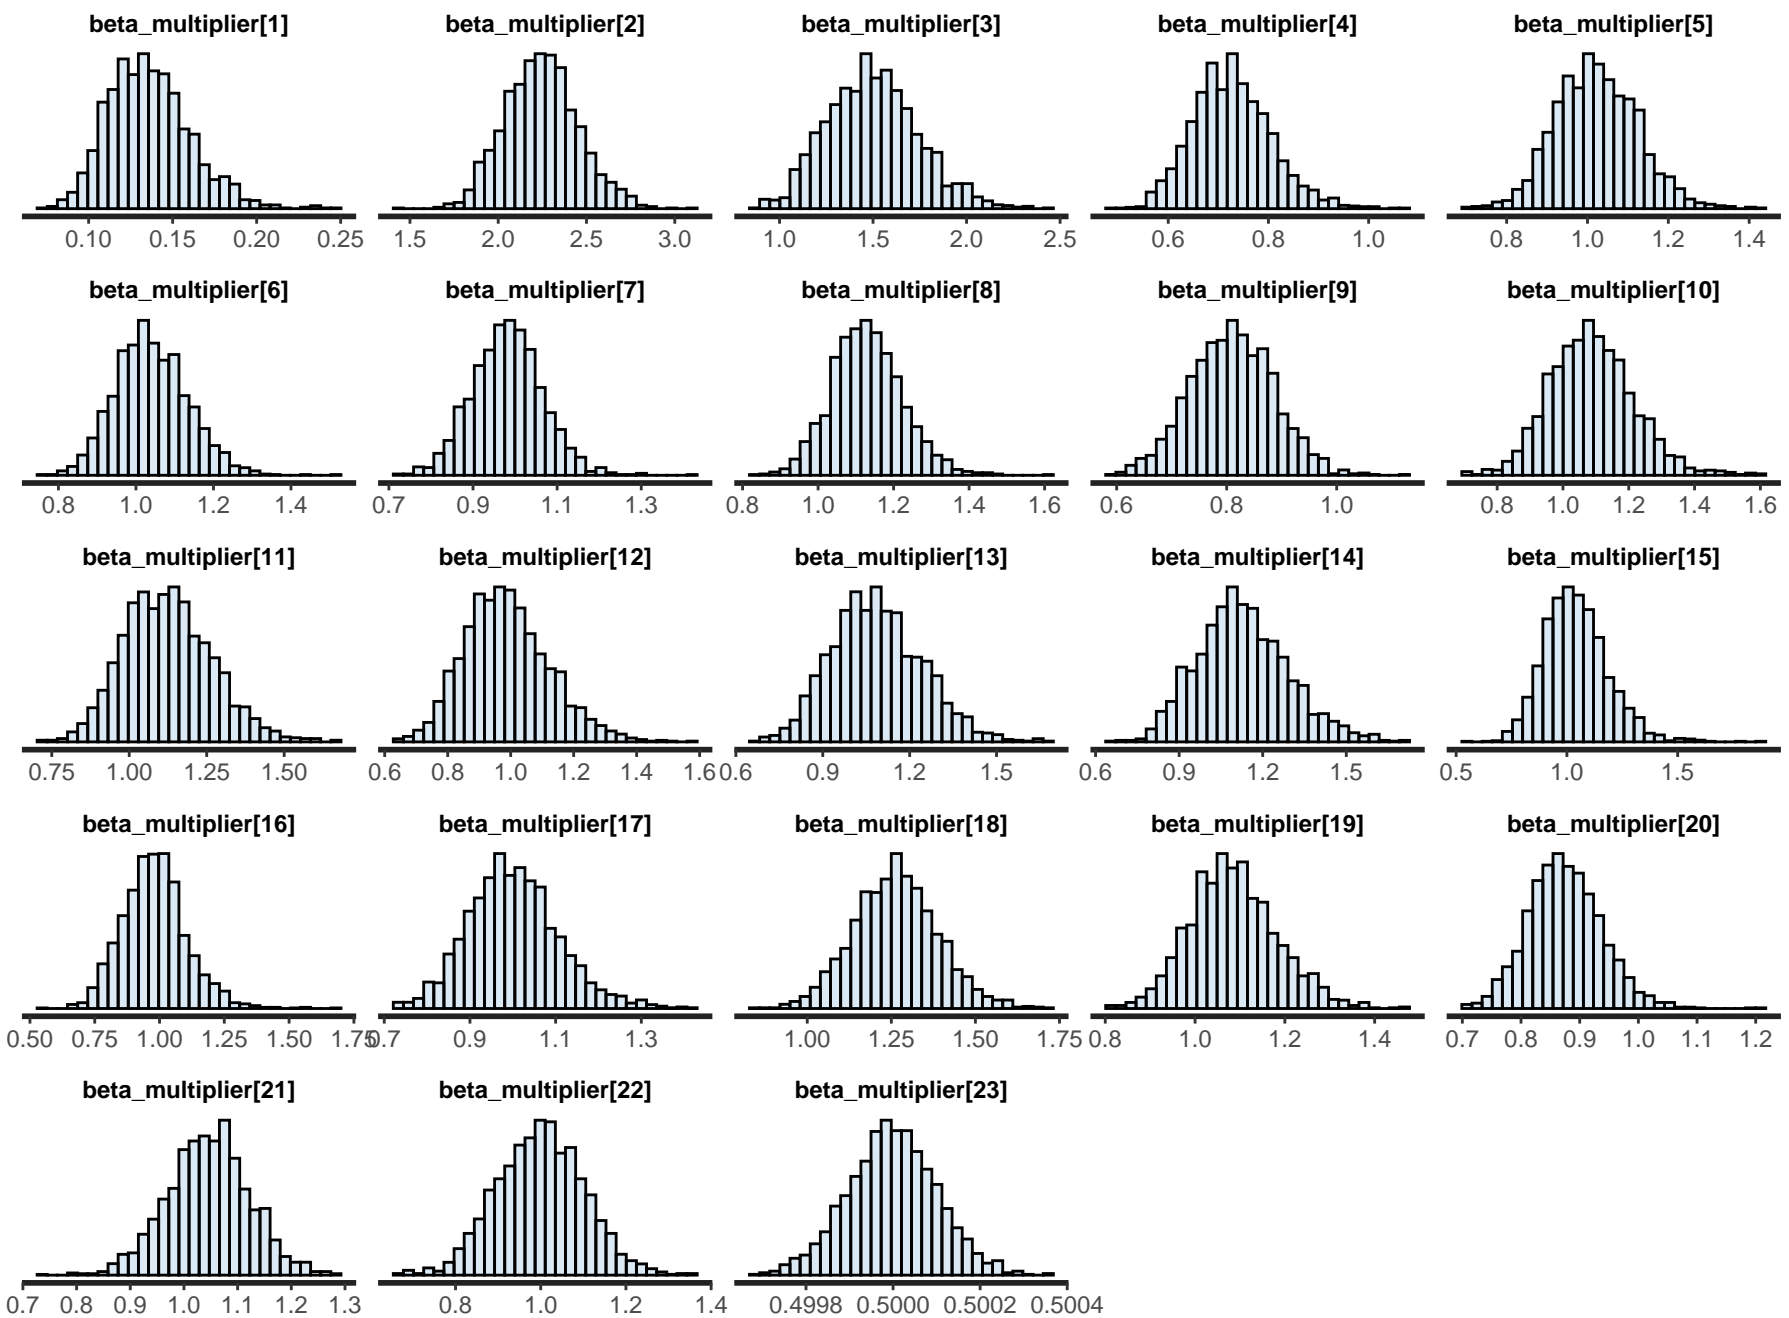 beta_multiplier[1] beta_multiplier[2] beta_multiplier[3] beta_multiplier[4] beta_multiplier[5]
0.10 0.15 0.20 0.25 1.5 2.0 2.5 3.0 1.0 1.5 2.0 2.5 0.6 0.8 1.0 0.8 1.0 1.2 1.4
beta_multiplier[6] beta_multiplier[7] beta_multiplier[8] beta_multiplier[9] beta_multiplier[10]
0.8 1.0 1.2 1.4 0.7 0.9 1.1 1.3 0.8 1.0 1.2 1.4 1.6 0.6 0.8 1.0 0.8 1.0 1.2 1.4 1.6
beta_multiplier[11] beta_multiplier[12] beta_multiplier[13] beta_multiplier[14] beta_multiplier[15]
0.75 1.00 1.25 1.50 0.6 0.8 1.0 1.2 1.4 1.6 0.6 0.9 1.2 1.5 0.6 0.9 1.2 1.5 0.5 1.0 1.5
beta_multiplier[16] beta_multiplier[17] beta_multiplier[18] beta_multiplier[19] beta_multiplier[20]
0.50 0.75 1.00 1.25 1.50 1.75 0.7 0.9 1.1 1.3 1.00 1.25 1.50 1.75 0.8 1.0 1.2 1.4 0.7 0.8 0.9 1.0 1.1 1.2
beta_multiplier[21] beta_multiplier[22] beta_multiplier[23]
0.7 0.8 0.9 1.0 1.1 1.2 1.3 0.8 1.0 1.2 1.4 0.4998 0.5000 0.5002 0.5004